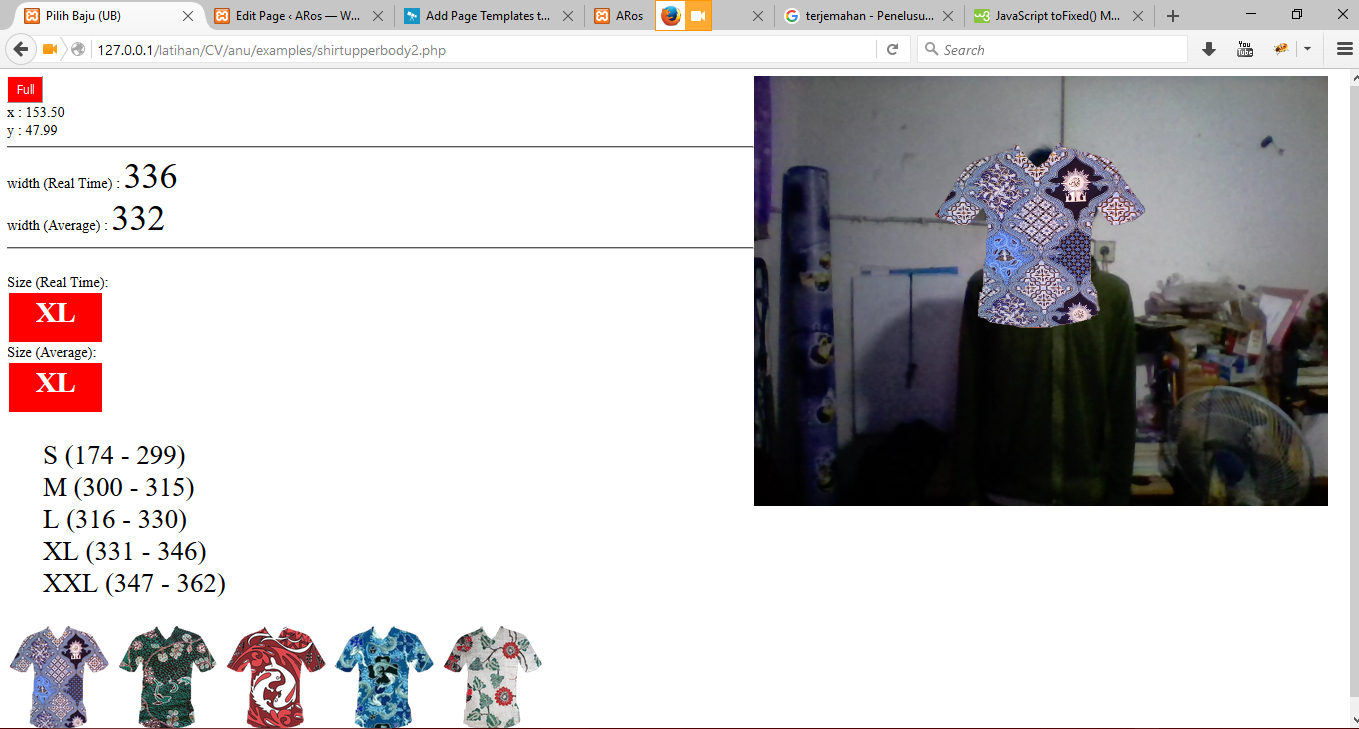 Pilih Baju (UB)
Edit Page ‹ ARos — W...
Add Page Templates t...
ARos
terjemahan - Penelusu...
JavaScript toFixed() M...
127.0.0.1/latihan/CV/anu/examples/shirtupperbody2.php
Search
You
Tube
Full
x : 153.50
y : 47.99
width (Real Time) : 336
width (Average) : 332
Size (Real Time):
XL
Size (Average):
XL
S (174 - 299)
M (300 - 315)
L (316 - 330)
XL (331 - 346)
XXL (347 - 362)